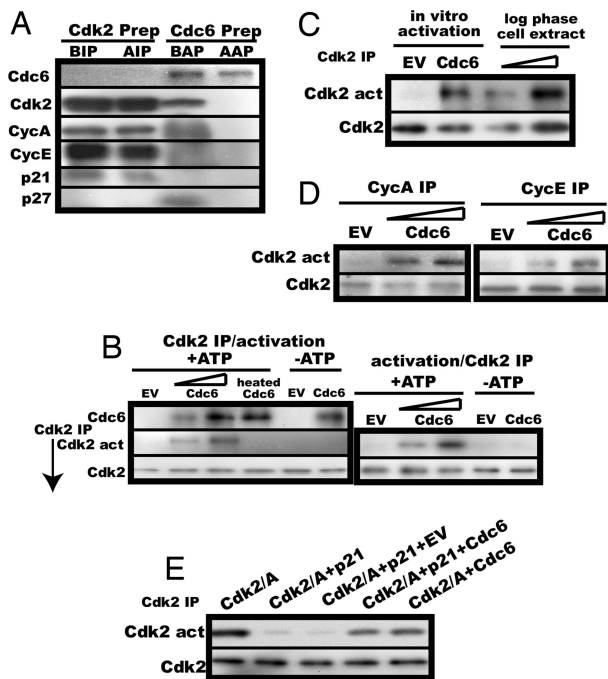 A
Cdk2 Prep Cdc6 Prep
BIP AIP BAP AAP
Cdc6
Cdk2
CycA
CycE
p21
p27
C
in vitro activation
log phase cell extract
Cdk2 IP
EV Cdc6
Cdk2 act
Cdk2
D
CycA IP
CycE IP
EV Cdc6
EV Cdc6
Cdk2 act
Cdk2
B
Cdk2 IP/activation
+ATP -ATP
EV Cdc6 heated Cdc6 EV Cdc6
Cdc6
Cdk2 IP
Cdk2 act
Cdk2
activation/Cdk2 IP
+ATP -ATP
EV Cdc6 EV Cdc6
E
Cdk2 IP
Cdk2/A
Cdk2/A+p21
Cdk2/A+p21+EV
Cdk2/A+p21+Cdc6
Cdk2/A+Cdc6
Cdk2 act
Cdk2